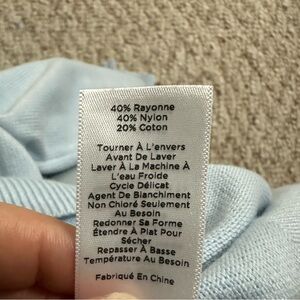 40% Rayonne
40% Nylon
20% Coton
Tourner À L'envers
Avant De Laver
Laver À La Machine À
L'eau Froide
Cycle Délicat
Agent De Blanchiment
Non Chloré Seulement
Au Besoin
Redonner Sa Forme
Étendre À Plat Pour
Sécher
Repasser À Basse
Température Au Besoin
Fabriqué En Chine